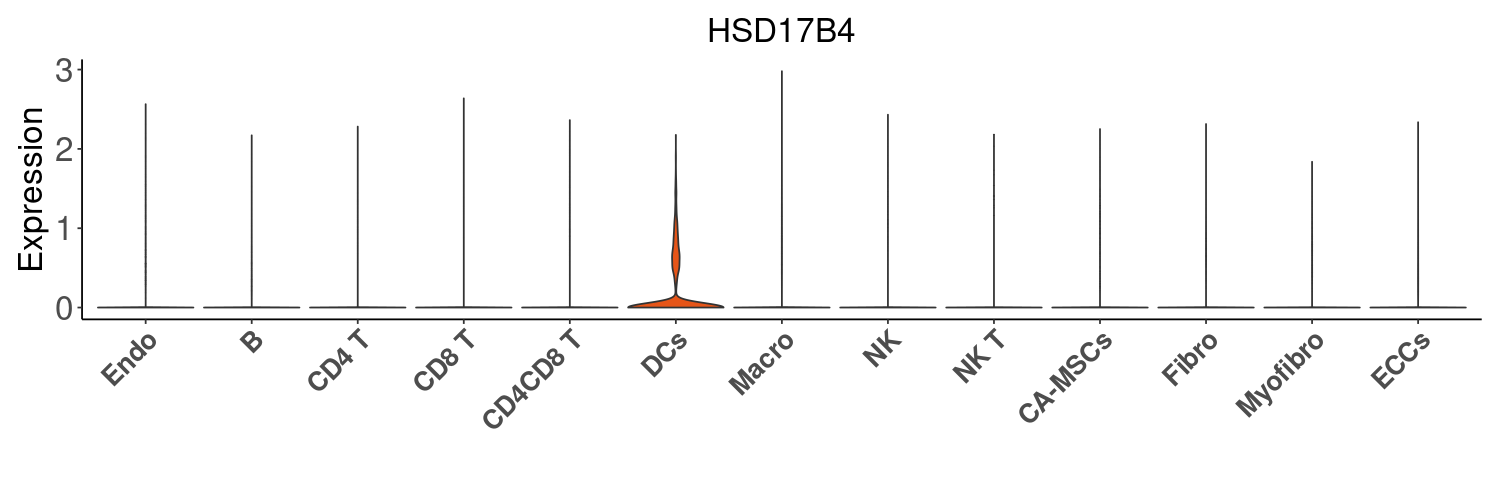 HSD17B4
Expression
3
2
1
0
Endo
B
CD4 T
CD8 T
CD4CD8 T
DCs
Macro
NK
NK T
CA-MSCs
Fibro
Myofibro
ECCs